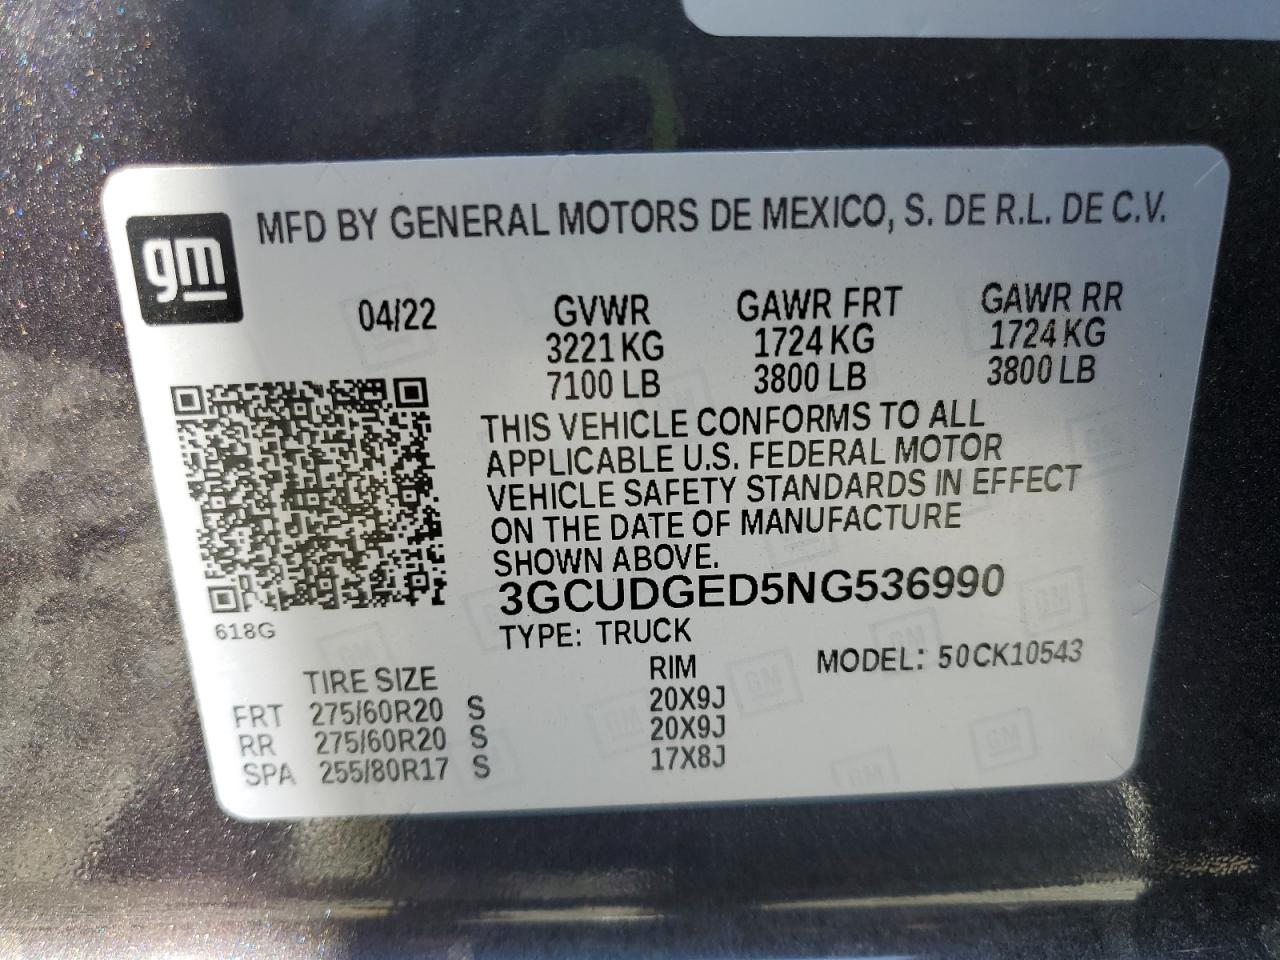 gm
MFD BY GENERAL MOTORS DE MEXICO, S. DE R.L. DE C.V.
04/22 GVWR GAWR FRT GAWR RR
3221 KG 1724 KG 1724 KG
7100 LB 3800 LB 3800 LB
THIS VEHICLE CONFORMS TO ALL
APPLICABLE U.S. FEDERAL MOTOR
VEHICLE SAFETY STANDARDS IN EFFECT
ON THE DATE OF MANUFACTURE
SHOWN ABOVE.
3GCUDGED5NG536990
618G
TYPE: TRUCK
TIRE SIZE RIM MODEL: 50CK10543
FRT 275/60R20 S 20X9J
RR 275/60R20 S 20X9J
SPA 255/80R17 S 17X8J